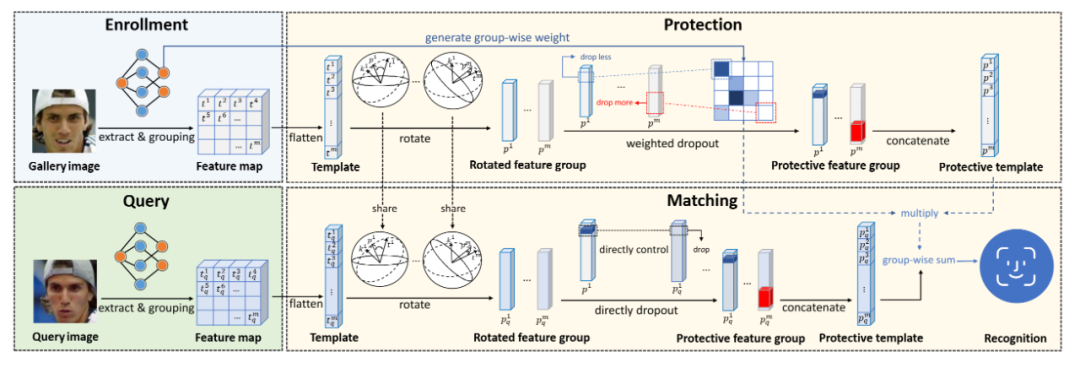 Enrollment
Protection
generate group-wise weight
drop less
drop more
t^1 t^2 t^3 t^4
t^5 t^6 ...
...
t^m
t^1
t^2
t^3
⋮
t^m
...
...
p^1
p^m
...
p^1
p^2
p^3
⋮
p^m
extract & grouping
flatten
rotate
p^1 p^m
weighted dropout
p^1 p^m
concatenate
Gallery image
Feature map
Template
Rotated feature group
Protective feature group
Protective template
Query
Matching
share
share
multiply
directly control
drop
group-wise sum
t_q^1 t_q^2 t_q^3 t_q^4
t_q^5 t_q^6 ...
...
t_q^m
t_q^1
t_q^2
t_q^3
⋮
t_q^m
...
...
p^1
p_q^1
...
...
p_q^1
p_q^2
p_q^3
⋮
p_q^m
extract & grouping
flatten
rotate
p_q^1 p_q^m
directly dropout
p_q^1 p_q^m
concatenate
Query image
Feature map
Template
Rotated feature group
Protective feature group
Protective template
Recognition